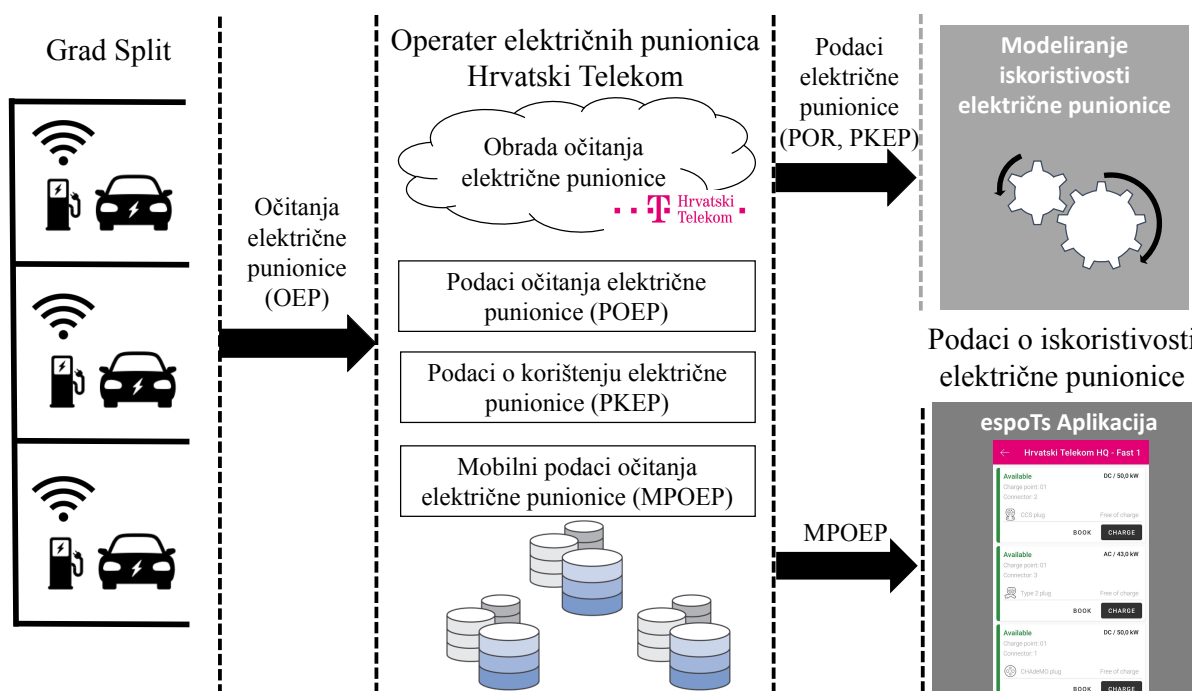 Grad Split
Očitanja
električne
punionice
(OEP)
Operater električnih punionica
Hrvatski Telekom
Obrada očitanja
električne punionice
Hrvatski
Telekom
Podaci očitanja električne
punionice (POEP)
Podaci o korištenju električne
punionice (PKEP)
Mobilni podaci očitanja
električne punionice (MPOEP)
Podaci
električne
punionice
(POR, PKEP)
MPOEP
Modeliranje
iskoristivosti
električne punionice
Podaci o iskoristivosti
električne punionice
espoTs Aplikacija
Hrvatski Telekom HQ - Fast 1
Available DC / 50,0 kW
Charge point: 01
Connector: 2
CCS plug Free of charge
BOOK CHARGE
Available AC / 43,0 kW
Charge point: 01
Connector: 3
Type 2 plug Free of charge
BOOK CHARGE
Available DC / 50,0 kW
Charge point: 01
Connector: 1
CHAdeMO plug Free of charge
BOOK CHARGE